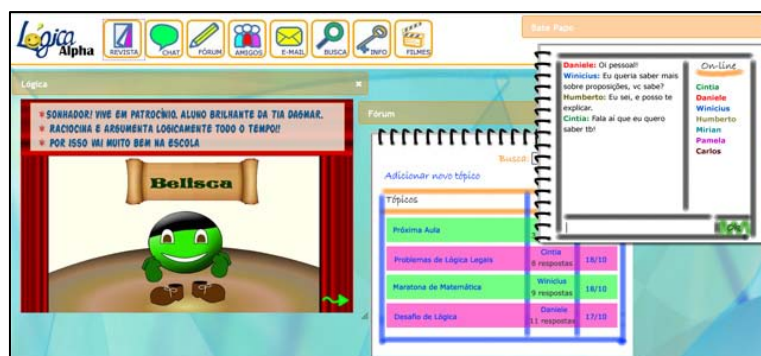 Lógica
Alpha
REVISTA
CHAT
FÓRUM
AMIGOS
E-MAIL
BUSCA
INFO
FILMES
Bate Papo
Daniele: Oi pessoal!
Winicius: Eu queria saber mais
sobre proposições, vc sabe?
Humberto: Eu sei, e posso te
explicar.
Cintia: Fala aí que eu quero
saber tb!
On-line
Cintia
Daniele
Winicius
Humberto
Mirian
Pamela
Carlos
Ok
Lógica
SONHADOR! VIVE EM PATROCÍNIO. ALUNO BRILHANTE DA TIA DAGMAR.
RACIOCINA E ARGUMENTA LOGICAMENTE TODO O TEMPO!!
POR ISSO VAI MUITO BEM NA ESCOLA
Belisca
Fórum
Busca:
Adicionar novo tópico
Tópicos
Próxima Aula
Problemas de Lógica Legais
Cintia
8 respostas
18/10
Maratona de Matemática
Winicius
9 respostas
18/10
Desafio de Lógica
Daniele
11 respostas
17/10